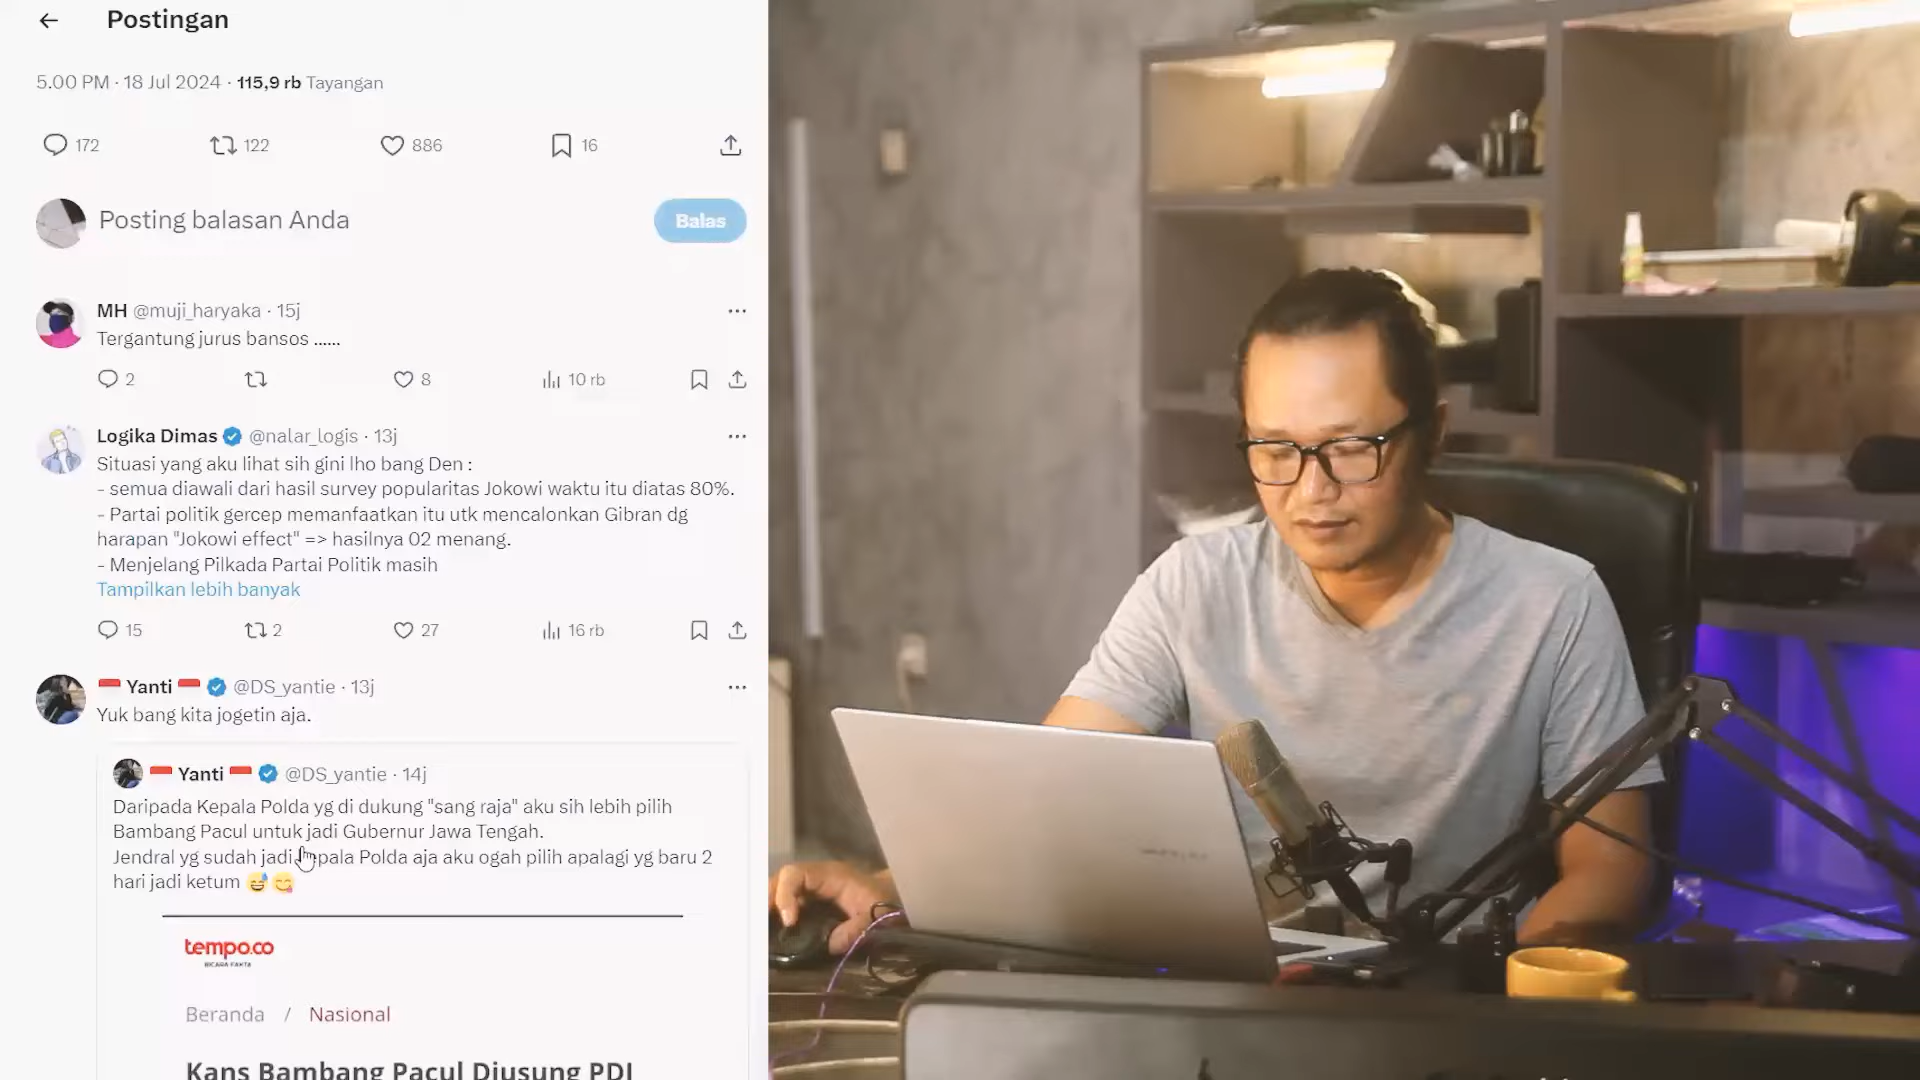 Postingan
5.00 PM · 18 Jul 2024 · 115,9 rb Tayangan
172 122 886 16
Posting balasan Anda Balas
MH @muji_haryaka · 15j
Tergantung jurus bansos ......
2 8 10 rb
Logika Dimas @nalar_logis · 13j
Situasi yang aku lihat sih gini lho bang Den :
- semua diawali dari hasil survey popularitas Jokowi waktu itu diatas 80%.
- Partai politik gercep memanfaatkan itu utk mencalonkan Gibran dg
harapan "Jokowi effect" => hasilnya 02 menang.
- Menjelang Pilkada Partai Politik masih
Tampilkan lebih banyak
15 2 27 16 rb
Yanti @DS_yantie · 13j
Yuk bang kita jogetin aja.
Yanti @DS_yantie · 14j
Daripada Kepala Polda yg di dukung "sang raja" aku sih lebih pilih
Bambang Pacul untuk jadi Gubernur Jawa Tengah.
Jendral yg sudah jadi Kepala Polda aja aku ogah pilih apalagi yg baru 2
hari jadi ketum 😅😋
tempo.co
BICARA FAKTA
Beranda / Nasional
Kans Bambang Pacul Diusung PDI